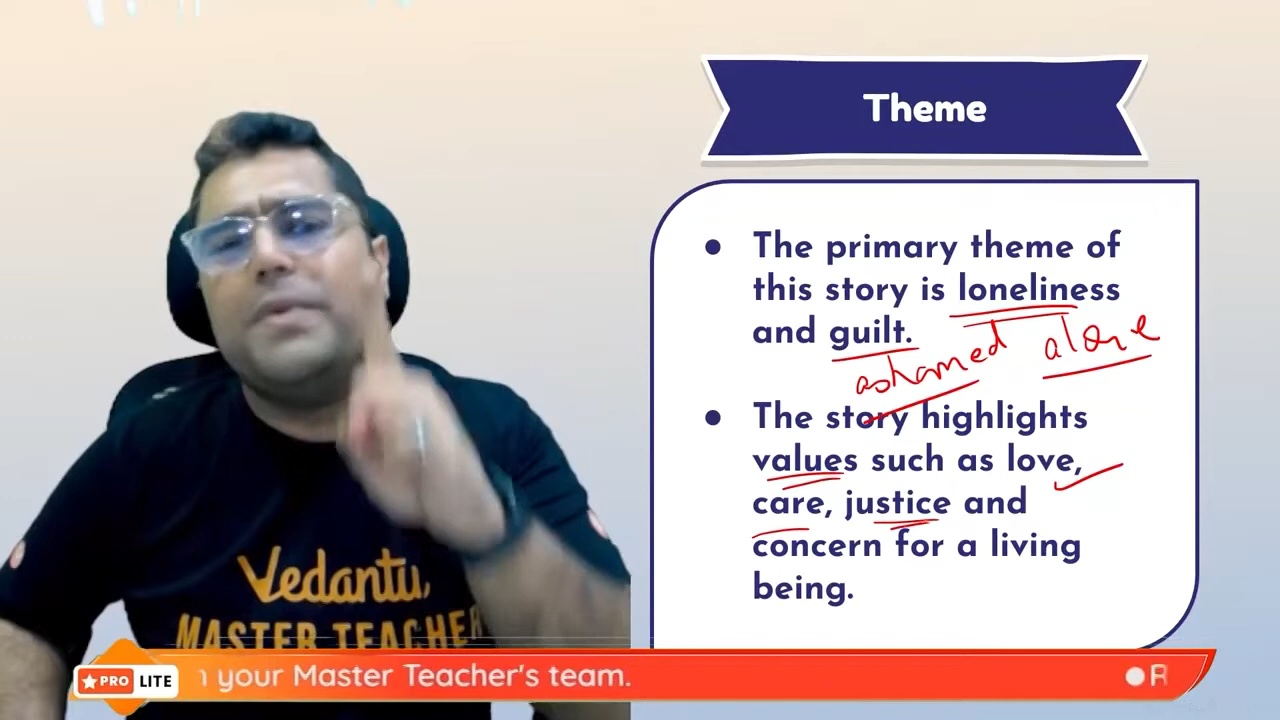 Theme
● The primary theme of
this story is loneliness
and guilt.
ashamed alone
● The story highlights
values such as love,
care, justice and
concern for a living
being.
Vedantu
MASTER TEACHER
PRO LITE
your Master Teacher's team.
●R